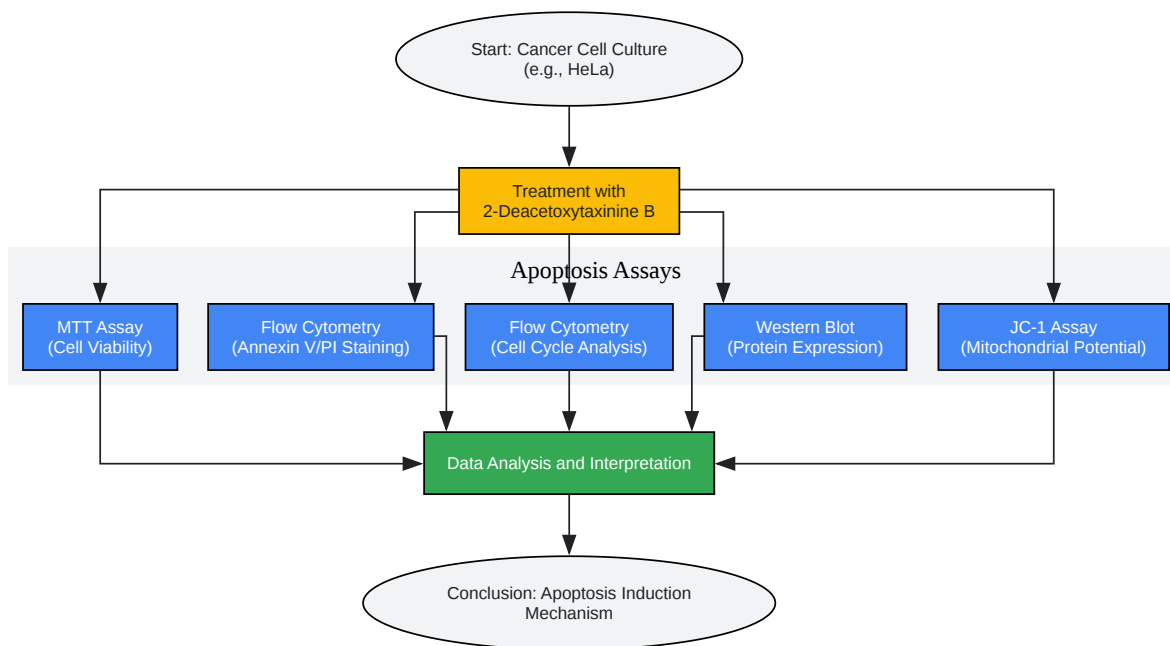 Start: Cancer Cell Culture
(e.g., HeLa)
Treatment with
2-Deacetoxytaxinine B
Apoptosis Assays
MTT Assay
(Cell Viability)
Flow Cytometry
(Annexin V/PI Staining)
Flow Cytometry
(Cell Cycle Analysis)
Western Blot
(Protein Expression)
JC-1 Assay
(Mitochondrial Potential)
Data Analysis and Interpretation
Conclusion: Apoptosis Induction
Mechanism